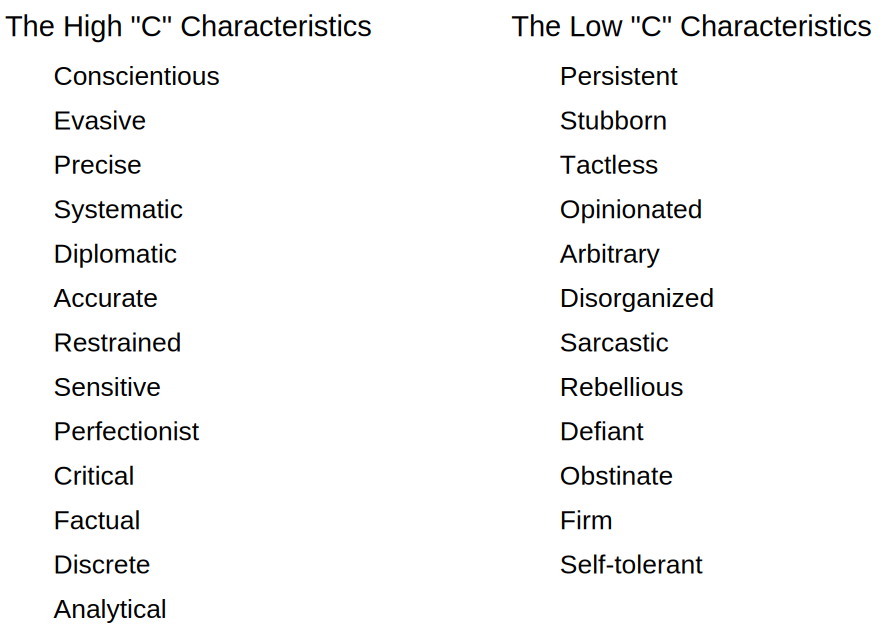 The High "C" Characteristics
Conscientious
Evasive
Precise
Systematic
Diplomatic
Accurate
Restrained
Sensitive
Perfectionist
Critical
Factual
Discrete
Analytical
The Low "C" Characteristics
Persistent
Stubborn
Tactless
Opinionated
Arbitrary
Disorganized
Sarcastic
Rebellious
Defiant
Obstinate
Firm
Self-tolerant